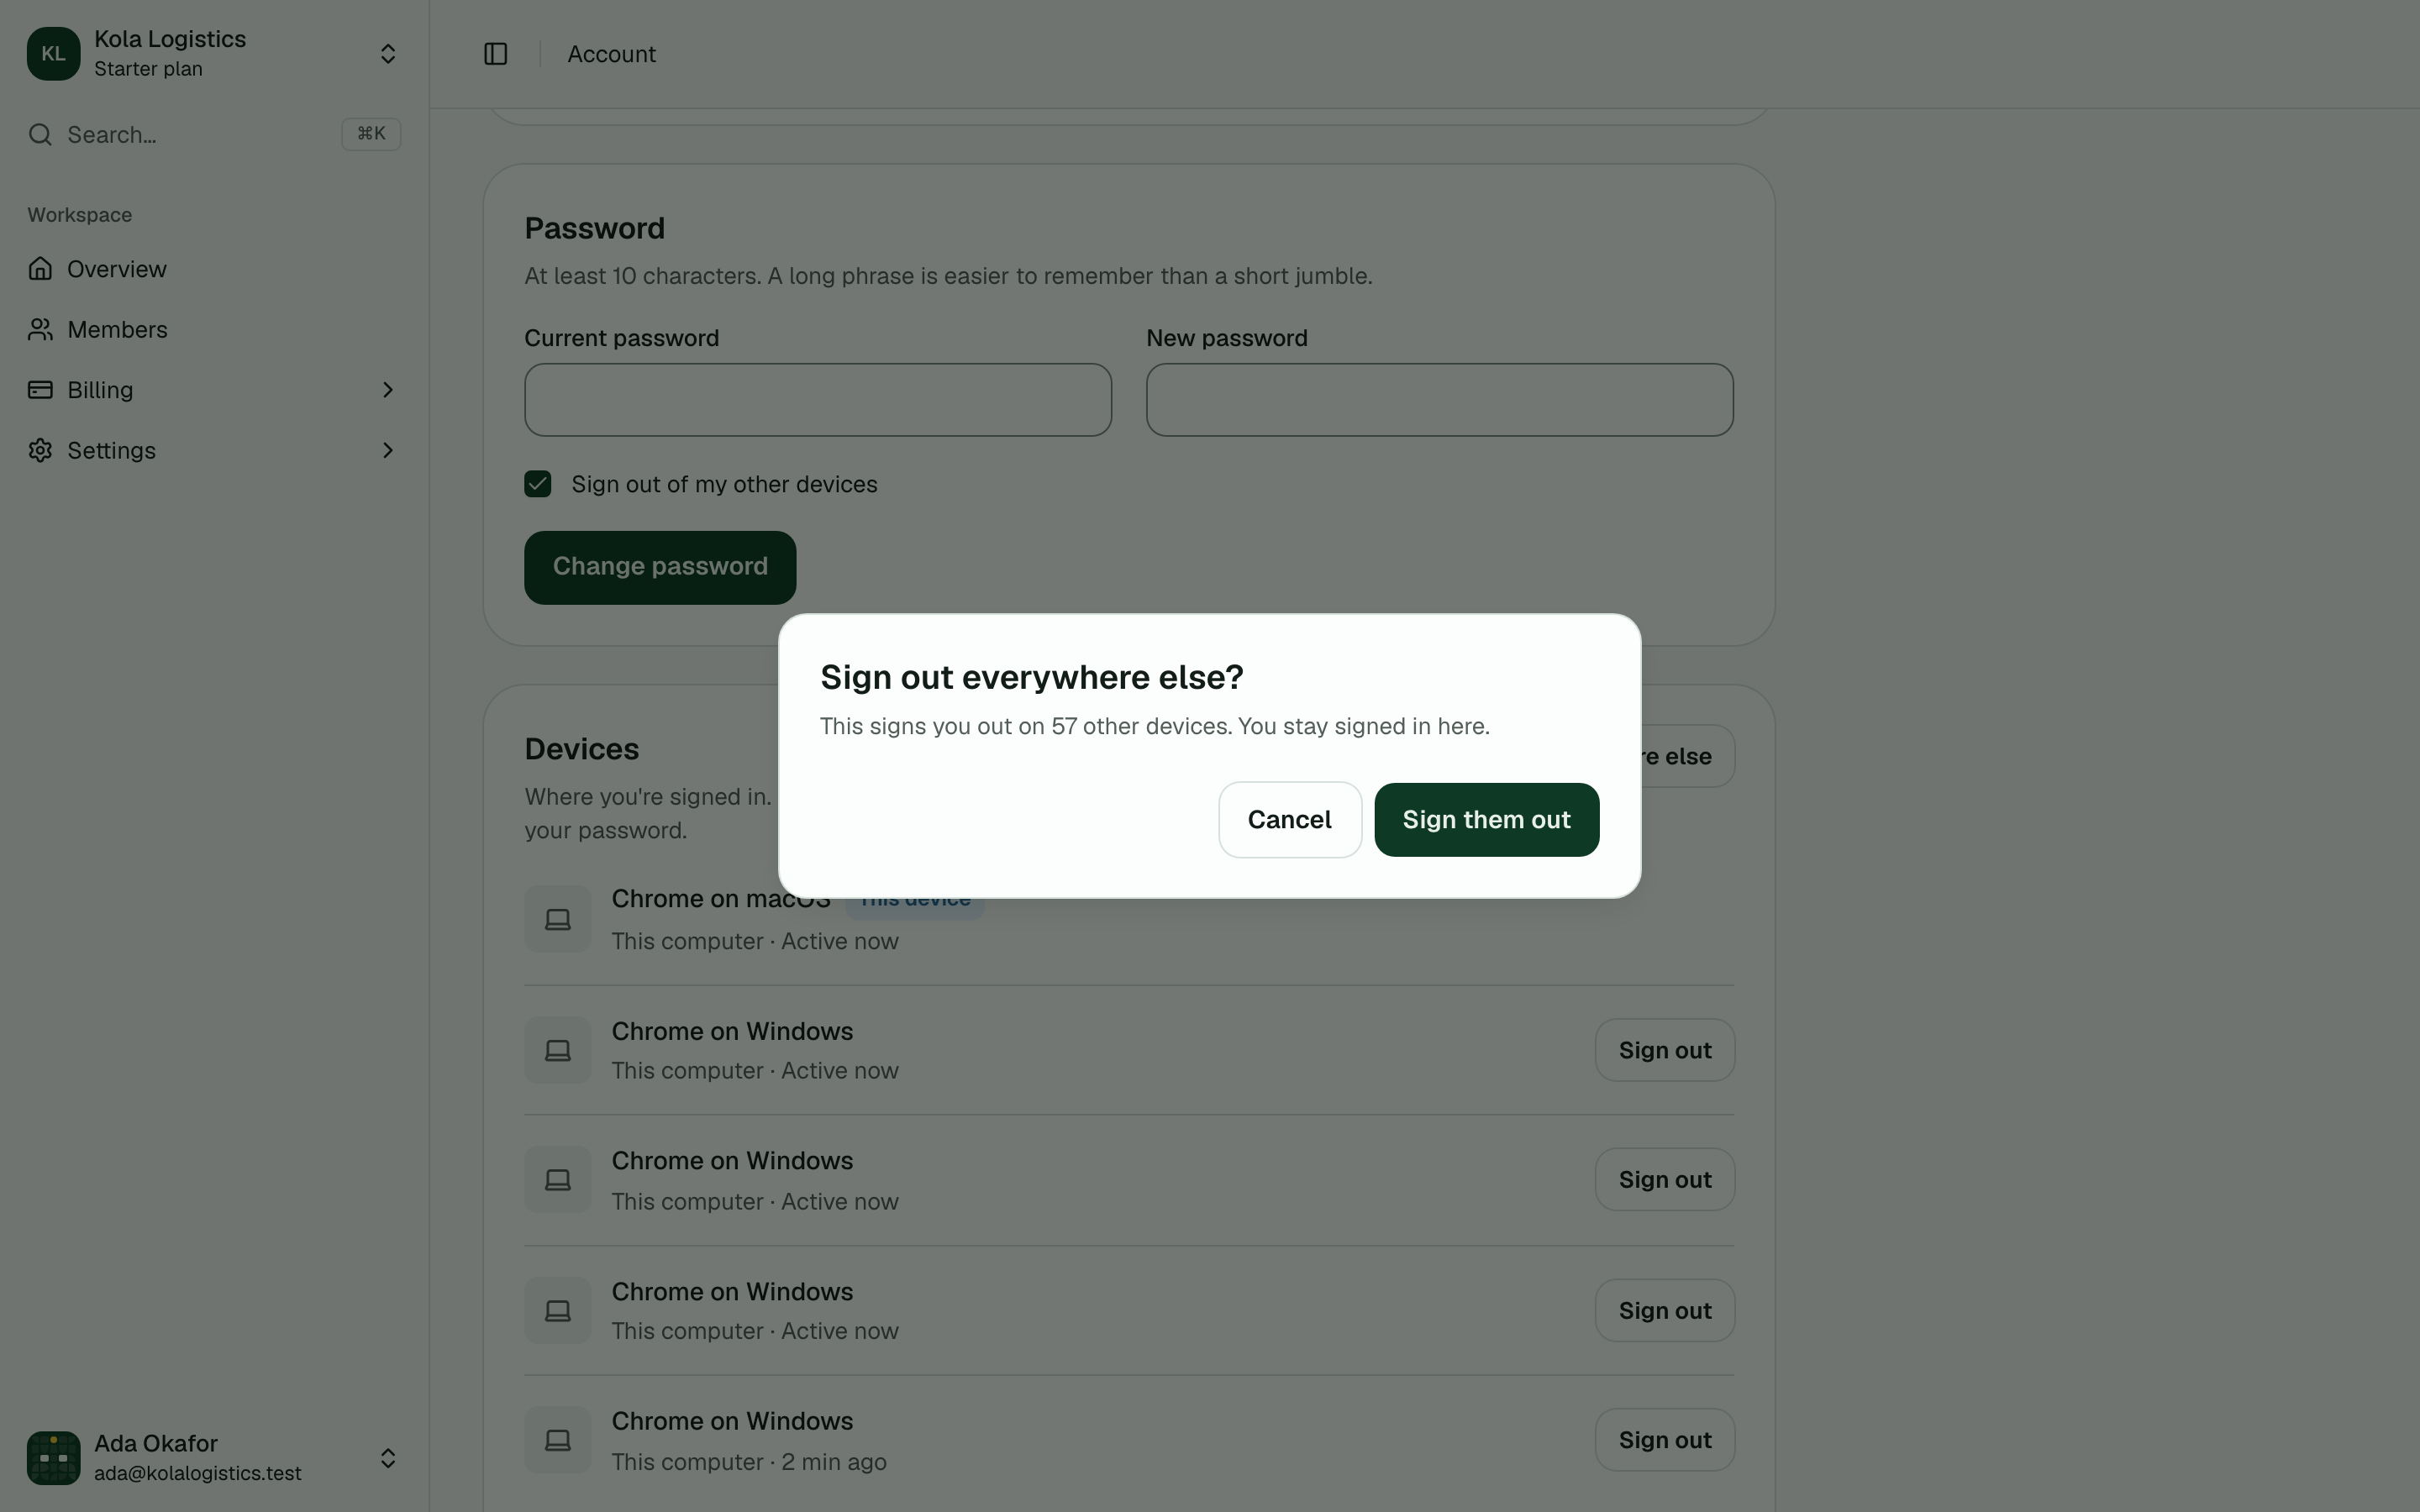 KL
Kola Logistics
Starter plan
Search...
⌘K
Workspace
Overview
Members
Billing
Settings
Ada Okafor
ada@kolalogistics.test
Account
Password
At least 10 characters. A long phrase is easier to remember than a short jumble.
Current password
New password
Sign out of my other devices
Change password
Sign out everywhere else?
This signs you out on 57 other devices. You stay signed in here.
Cancel
Sign them out
Devices
re else
Where you're signed in.
your password.
Chrome on macOS This device
This computer · Active now
Chrome on Windows
This computer · Active now
Sign out
Chrome on Windows
This computer · Active now
Sign out
Chrome on Windows
This computer · Active now
Sign out
Chrome on Windows
This computer · 2 min ago
Sign out